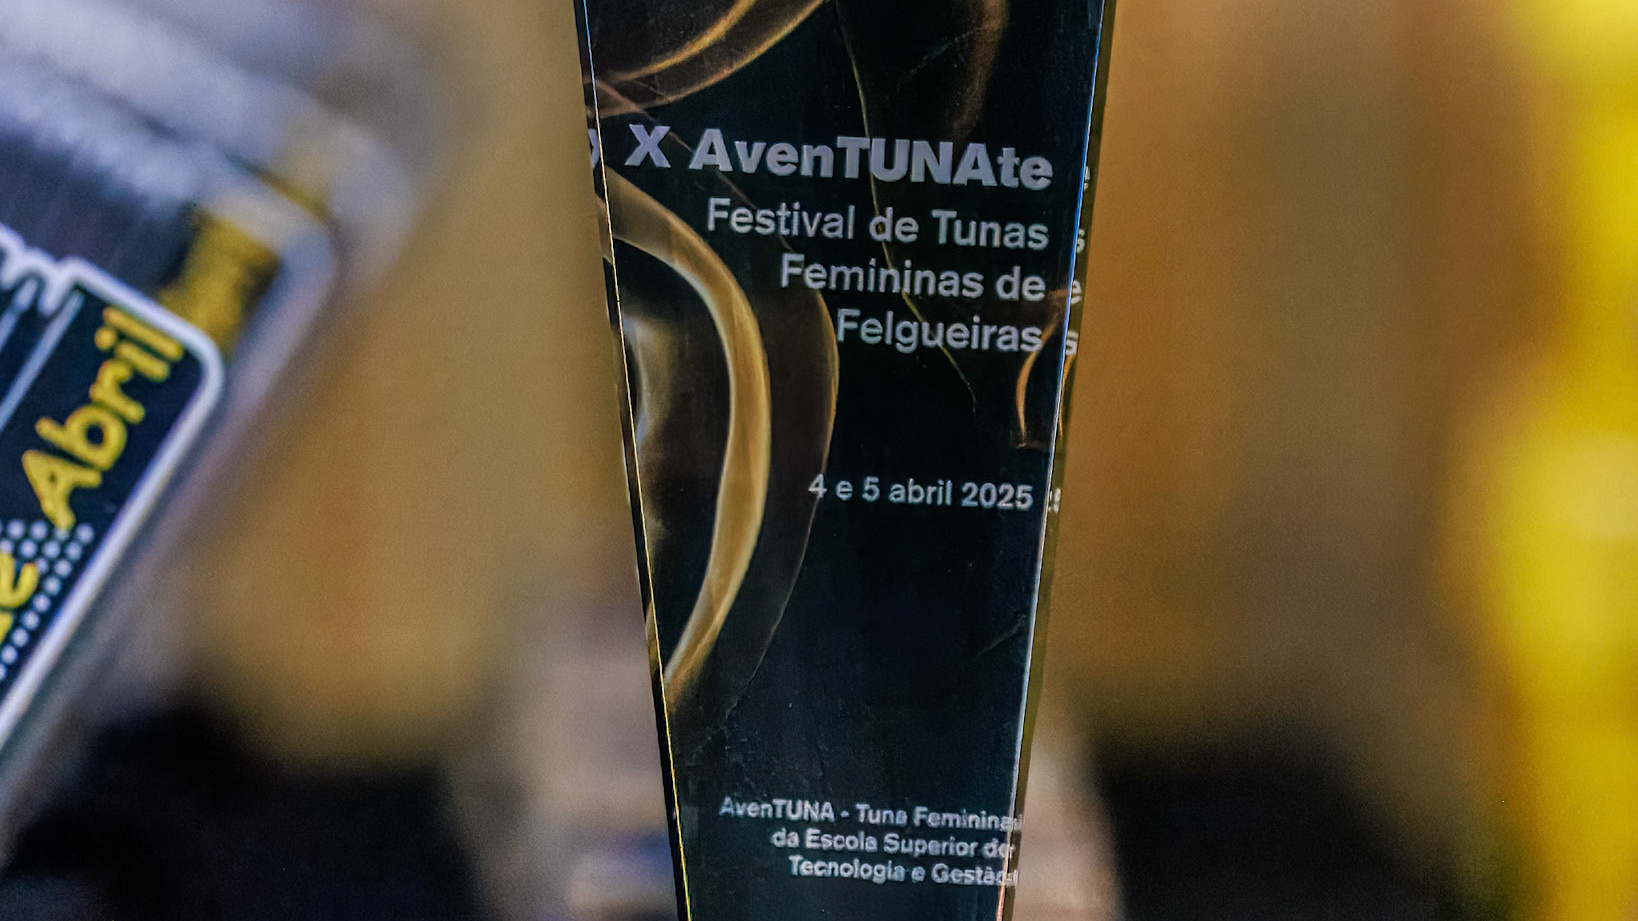 X AvenTUNAte
Festival de Tunas
Femininas de
Felgueiras
4 e 5 abril 2025
AvenTUNA - Tuna Feminina
da Escola Superior de
Tecnologia e Gestão
Abril